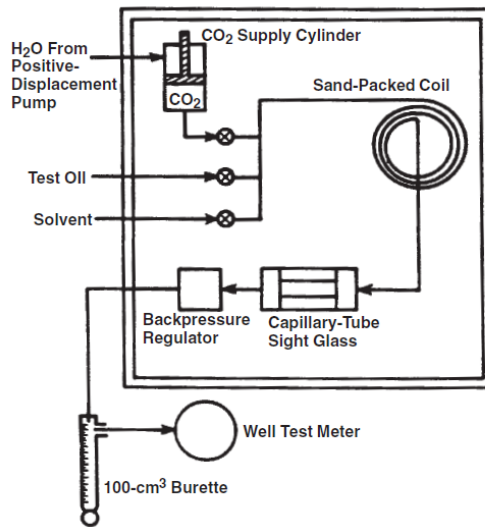 CO₂ Supply Cylinder
H₂O From
Positive-
Displacement
Pump
CO₂
Sand-Packed Coil
Test Oil
Solvent
Backpressure
Regulator
Capillary-Tube
Sight Glass
Well Test Meter
100-cm³ Burette